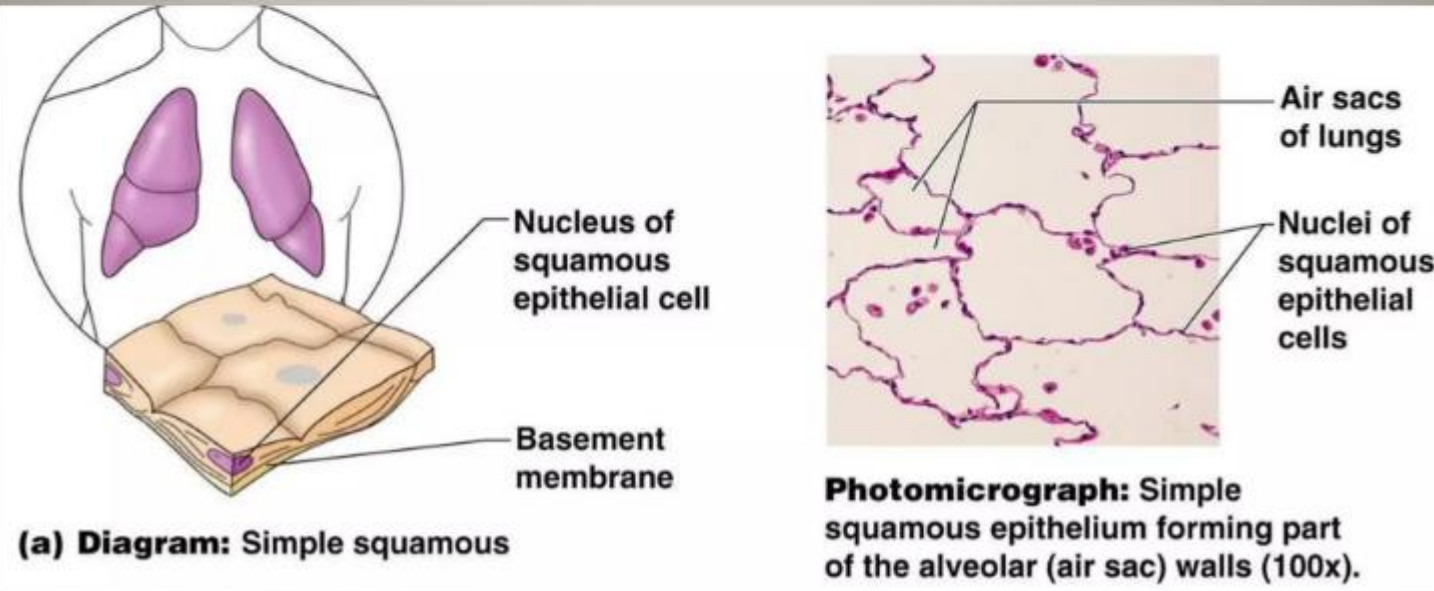 Nucleus of
squamous
epithelial cell
Basement
membrane
(a) Diagram: Simple squamous
Air sacs
of lungs
Nuclei of
squamous
epithelial
cells
Photomicrograph: Simple
squamous epithelium forming part
of the alveolar (air sac) walls (100x).